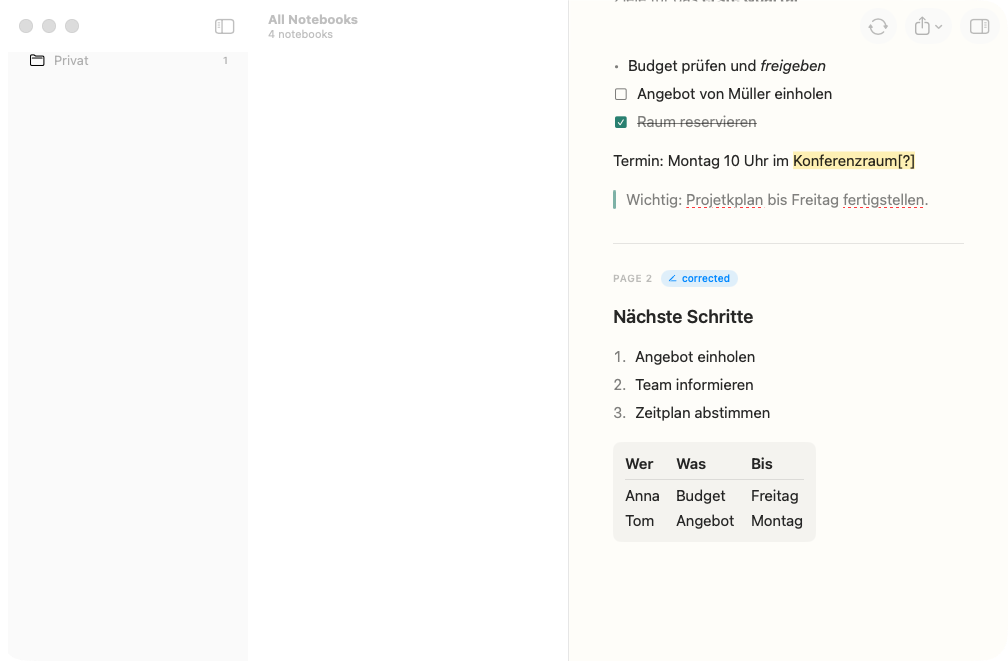 All Notebooks
4 notebooks
Privat 1
• Budget prüfen und freigeben
Angebot von Müller einholen
Raum reservieren
Termin: Montag 10 Uhr im Konferenzraum[?]
Wichtig: Projetkplan bis Freitag fertigstellen.
PAGE 2 corrected
Nächste Schritte
1. Angebot einholen
2. Team informieren
3. Zeitplan abstimmen
Wer Was Bis
Anna Budget Freitag
Tom Angebot Montag